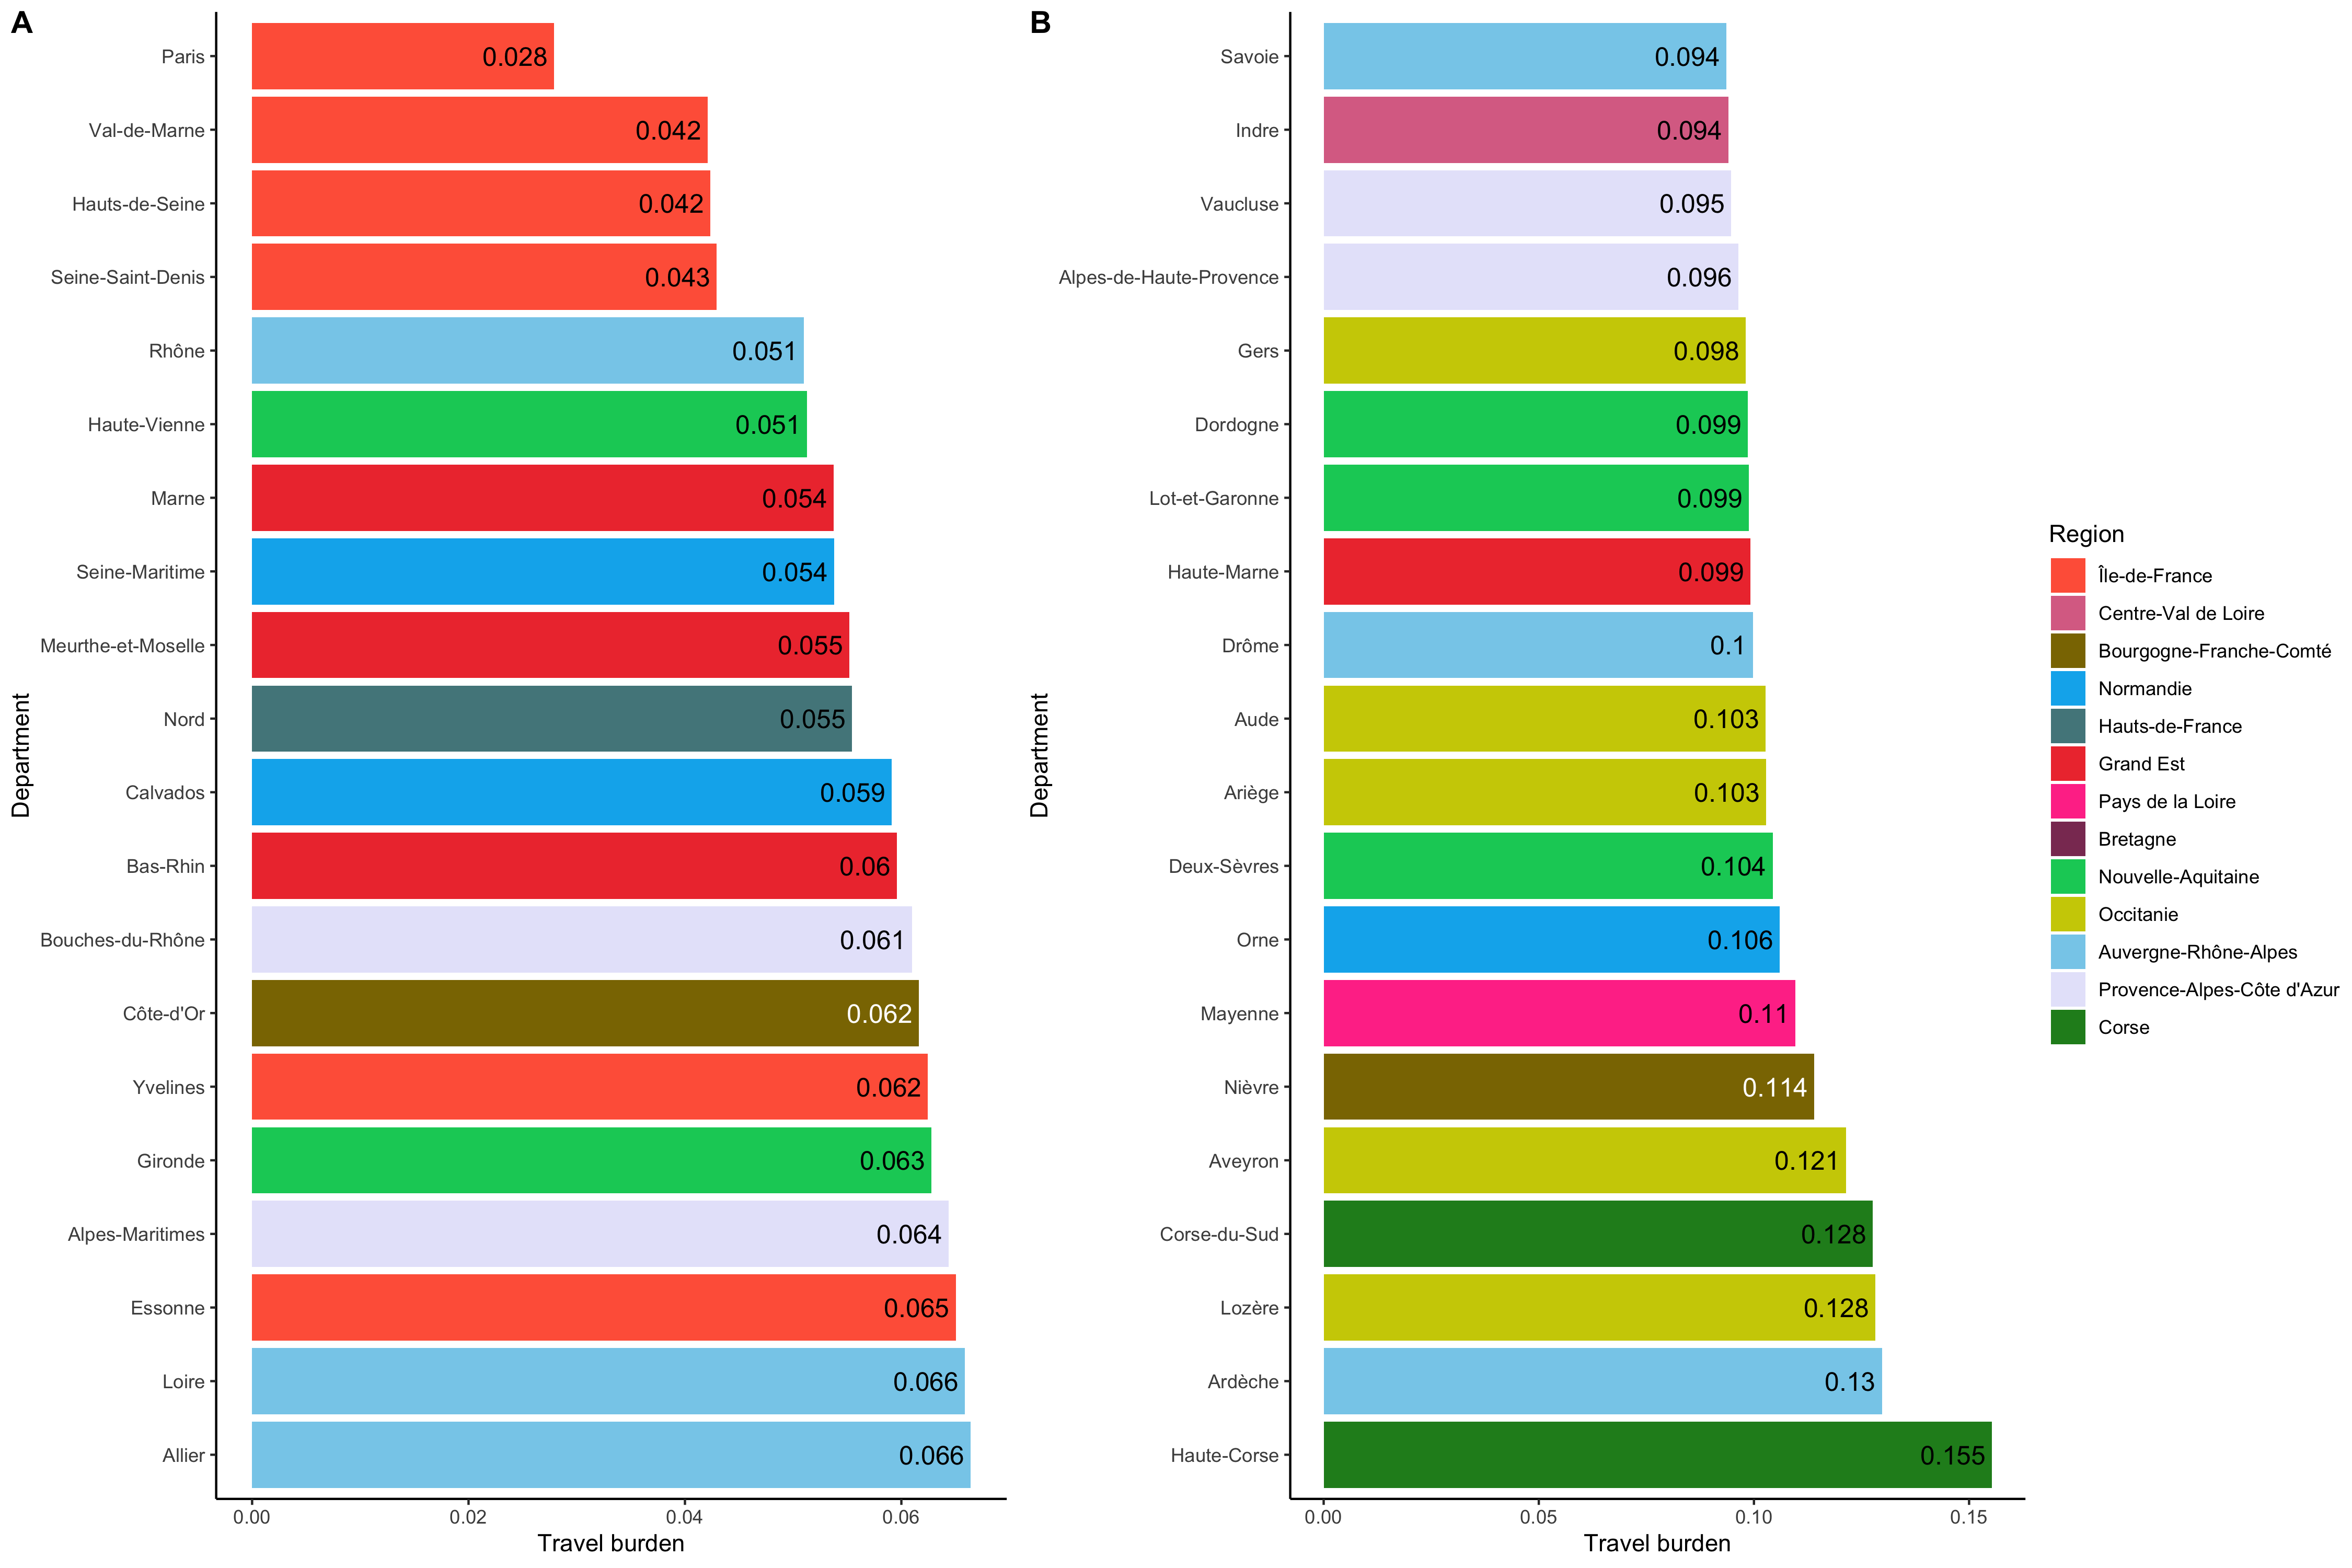 A
Department
Paris 0.028
Val-de-Marne 0.042
Hauts-de-Seine 0.042
Seine-Saint-Denis 0.043
Rhône 0.051
Haute-Vienne 0.051
Marne 0.054
Seine-Maritime 0.054
Meurthe-et-Moselle 0.055
Nord 0.055
Calvados 0.059
Bas-Rhin 0.06
Bouches-du-Rhône 0.061
Côte-d'Or 0.062
Yvelines 0.062
Gironde 0.063
Alpes-Maritimes 0.064
Essonne 0.065
Loire 0.066
Allier 0.066
0.00 0.02 0.04 0.06
Travel burden
B
Department
Savoie 0.094
Indre 0.094
Vaucluse 0.095
Alpes-de-Haute-Provence 0.096
Gers 0.098
Dordogne 0.099
Lot-et-Garonne 0.099
Haute-Marne 0.099
Drôme 0.1
Aude 0.103
Ariège 0.103
Deux-Sèvres 0.104
Orne 0.106
Mayenne 0.11
Nièvre 0.114
Aveyron 0.121
Corse-du-Sud 0.128
Lozère 0.128
Ardèche 0.13
Haute-Corse 0.155
0.00 0.05 0.10 0.15
Travel burden
Region
Île-de-France
Centre-Val de Loire
Bourgogne-Franche-Comté
Normandie
Hauts-de-France
Grand Est
Pays de la Loire
Bretagne
Nouvelle-Aquitaine
Occitanie
Auvergne-Rhône-Alpes
Provence-Alpes-Côte d'Azur
Corse